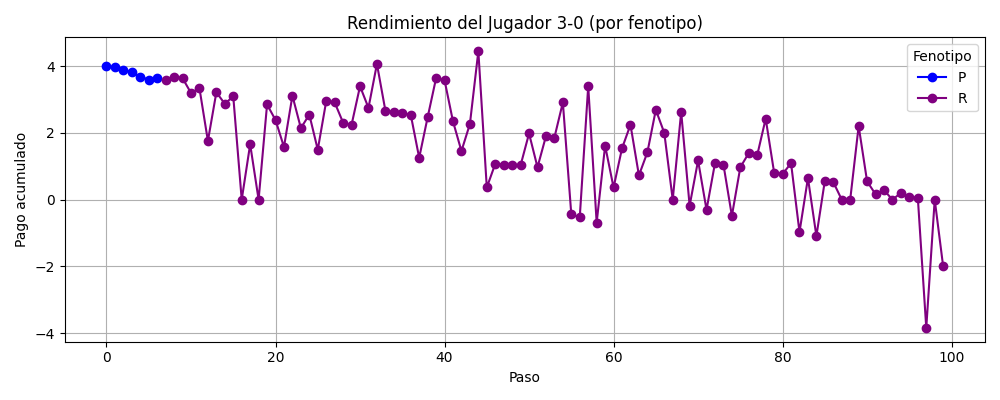 Rendimiento del Jugador 3-0 (por fenotipo)
Pago acumulado
4
2
0
−2
−4
0 20 40 60 80 100
Paso
Fenotipo
P
R